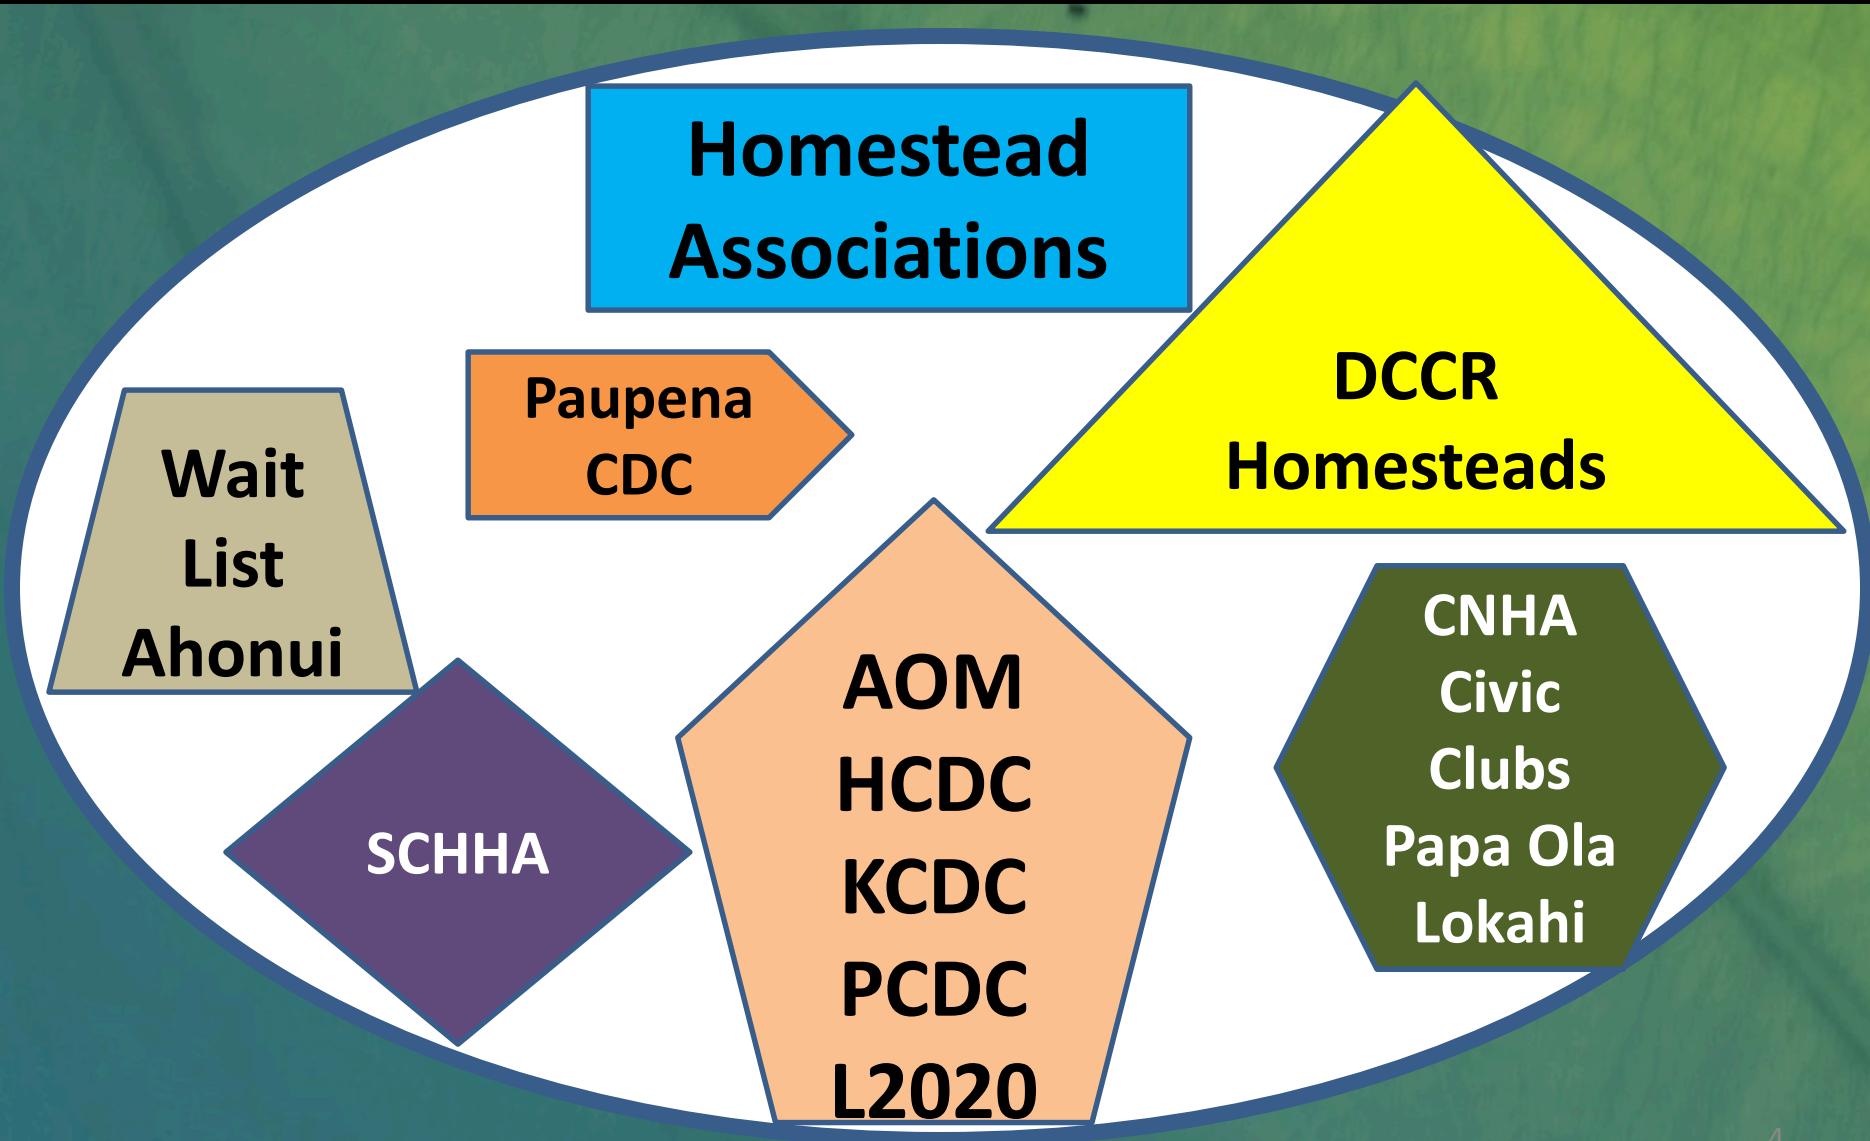 Homestead
Associations
DCCR
Homesteads
Paupena
CDC
Wait
List
Ahonui
SCHHA
AOM
HCDC
KCDC
PCDC
L2020
CNHA
Civic
Clubs
Papa Ola
Lokahi
4